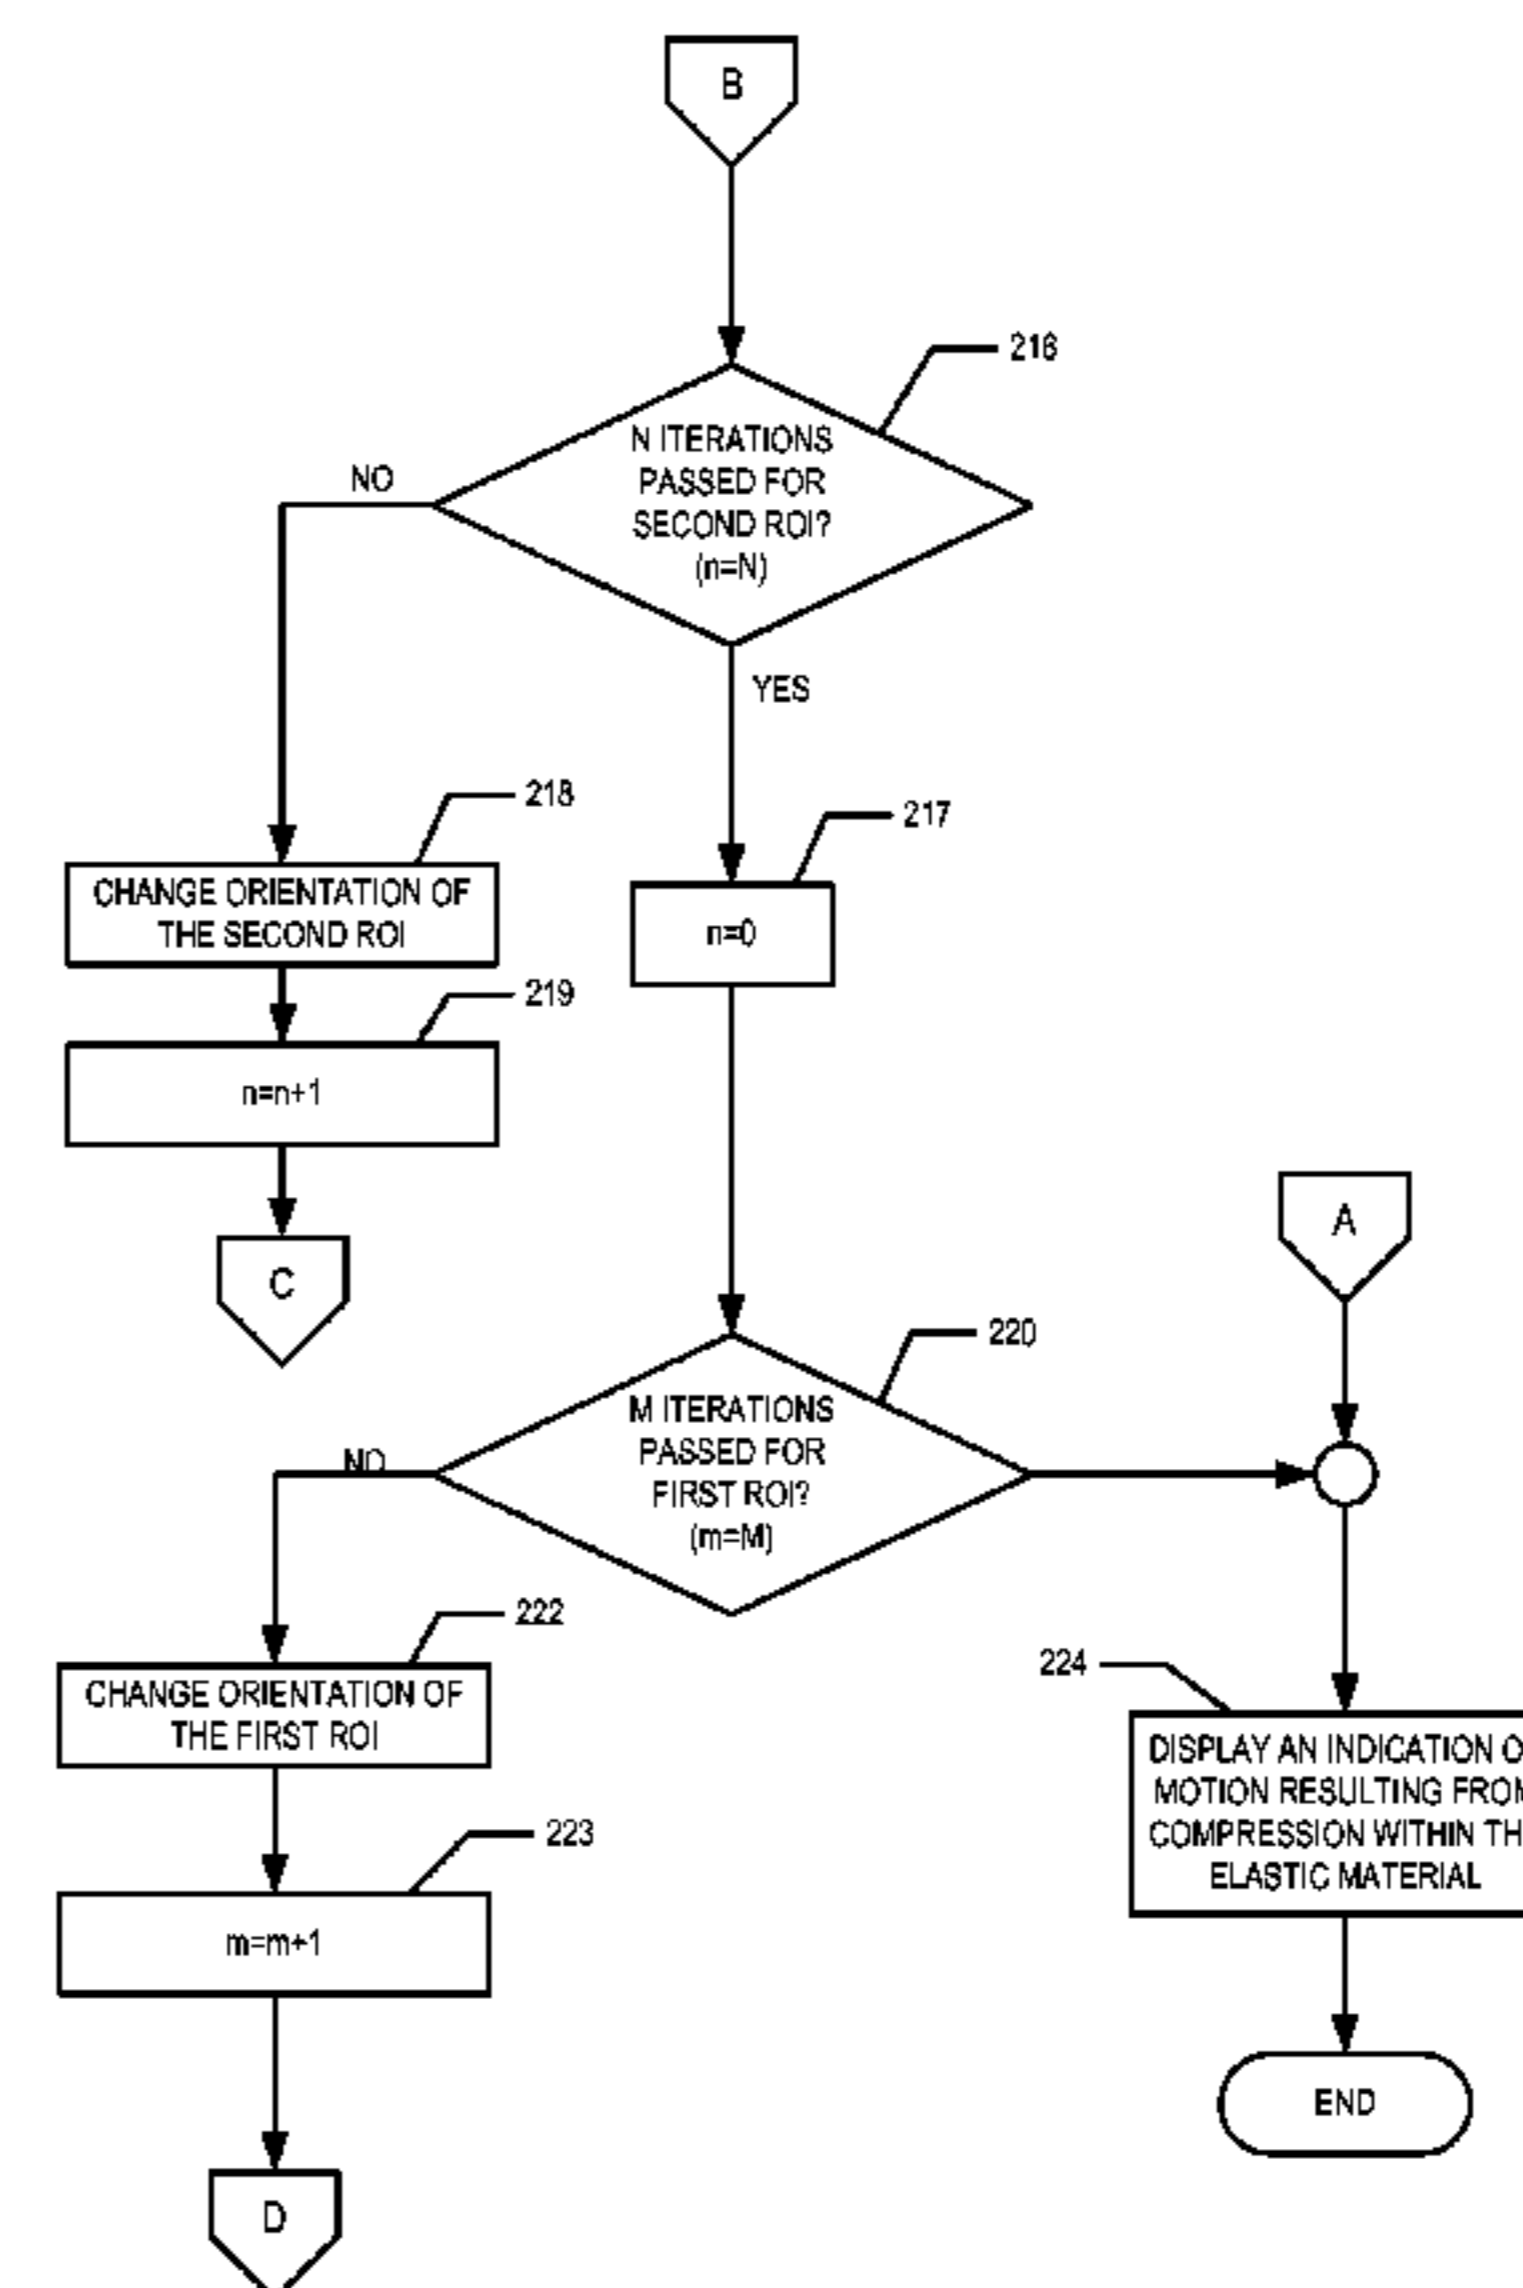 B
216
N ITERATIONS
PASSED FOR
SECOND ROI?
(n=N)
NO
YES
218
CHANGE ORIENTATION OF
THE SECOND ROI
217
n=0
219
n=n+1
C
A
220
M ITERATIONS
PASSED FOR
FIRST ROI?
(m=M)
NO
222
CHANGE ORIENTATION OF
THE FIRST ROI
224
DISPLAY AN INDICATION
MOTION RESULTING FROM
COMPRESSION WITHIN
ELASTIC MATERIAL
223
m=m+1
END
D